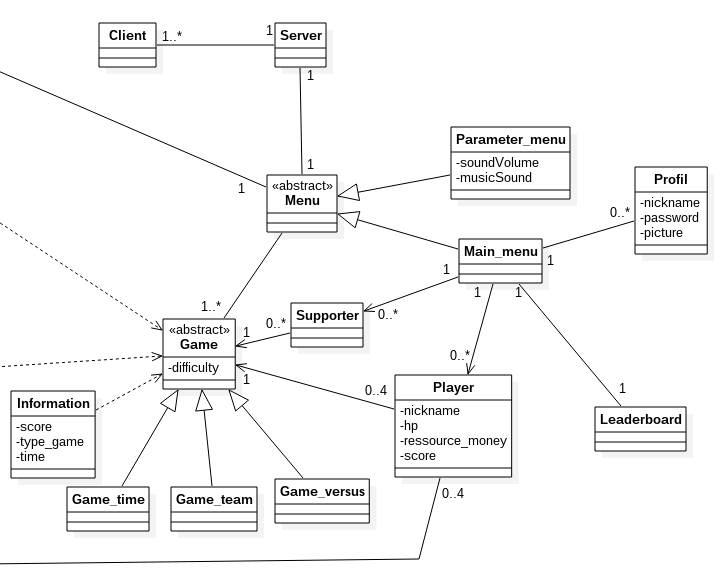 Client
1..*
1
Server
1
1
1
«abstract»
Menu
Parameter_menu
-soundVolume
-musicSound
Profil
-nickname
-password
-picture
0..*
1
Main_menu
1
1
1
1..*
«abstract»
Game
-difficulty
0..*
1
Supporter
0..*
1
0..4
0..*
Player
-nickname
-hp
-ressource_money
-score
0..4
1
Leaderboard
Information
-score
-type_game
-time
Game_time
Game_team
Game_versus